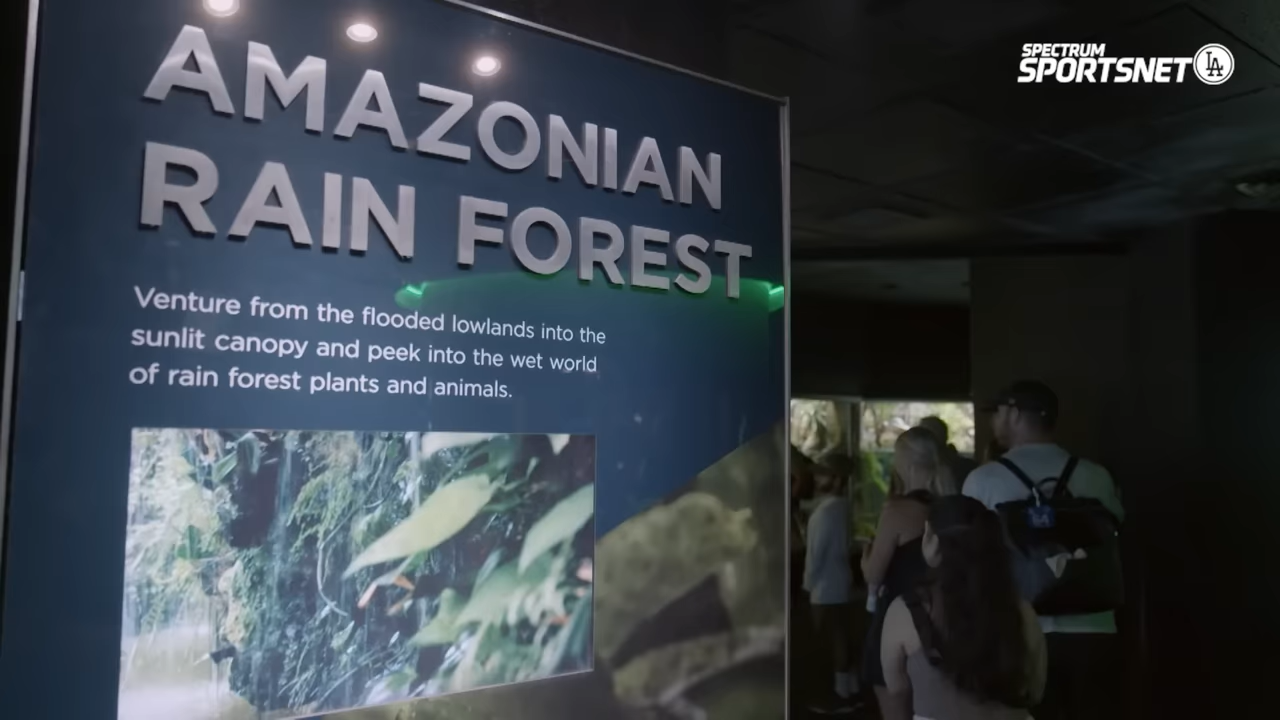 SPECTRUM
SPORTSNET LA
AMAZONIAN
RAIN FOREST
Venture from the flooded lowlands into the
sunlit canopy and peek into the wet world
of rain forest plants and animals.